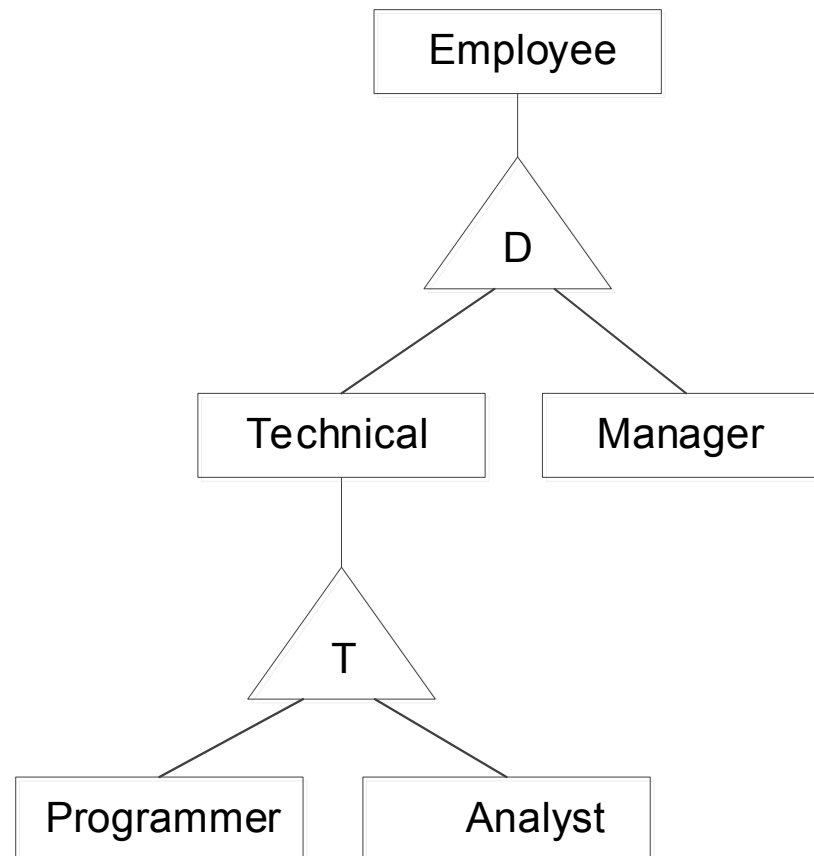 Employee
D
Technical
Manager
T
Programmer
Analyst